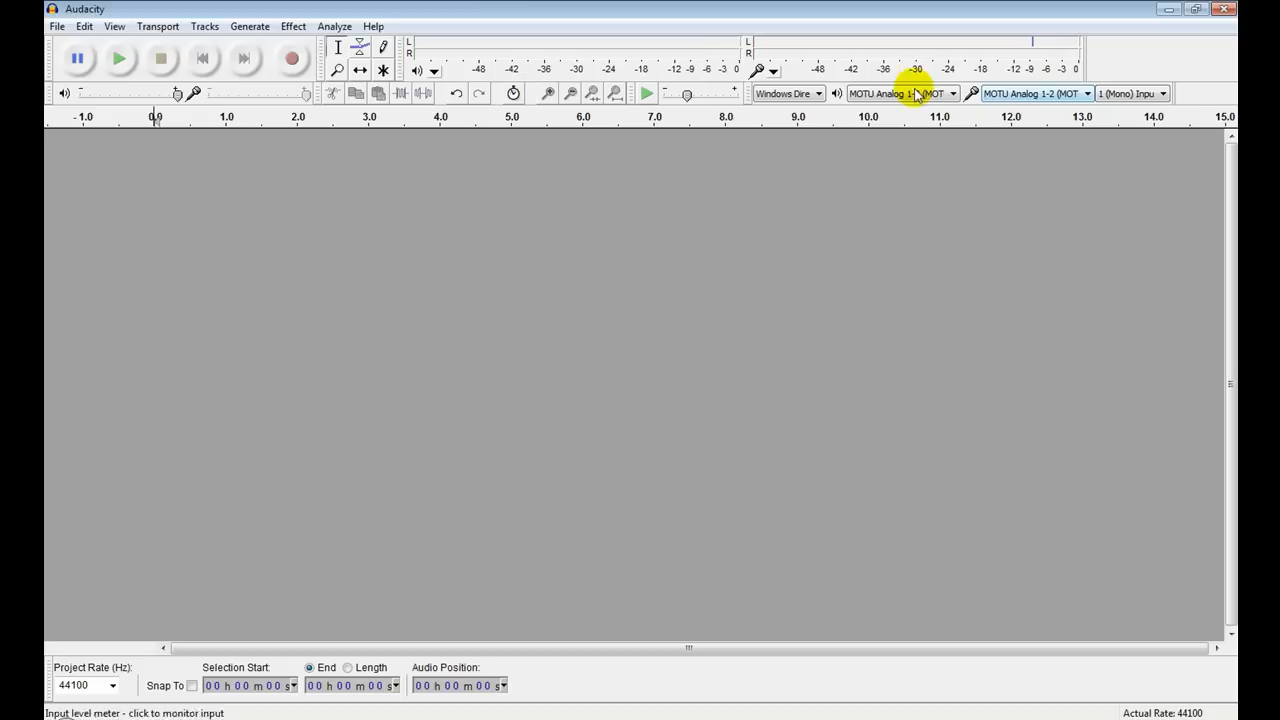 Audacity
File Edit View Transport Tracks Generate Effect Analyze Help
L L
R R
-48 -42 -36 -30 -24 -18 -12 -9 -6 -3 0 -48 -42 -36 -30 -24 -18 -12 -9 -6 -3 0
Windows Dire MOTU Analog (MOT MOTU Analog 1-2 (MOT 1 (Mono) Inpu
- 1.0 0.0 1.0 2.0 3.0 4.0 5.0 6.0 7.0 8.0 9.0 10.0 11.0 12.0 13.0 14.0 15.0
Project Rate (Hz): Selection Start: End Length Audio Position:
44100 Snap To 00 h 00 m 00 s 00 h 00 m 00 s 00 h 00 m 00 s
Input level meter - click to monitor input Actual Rate: 44100